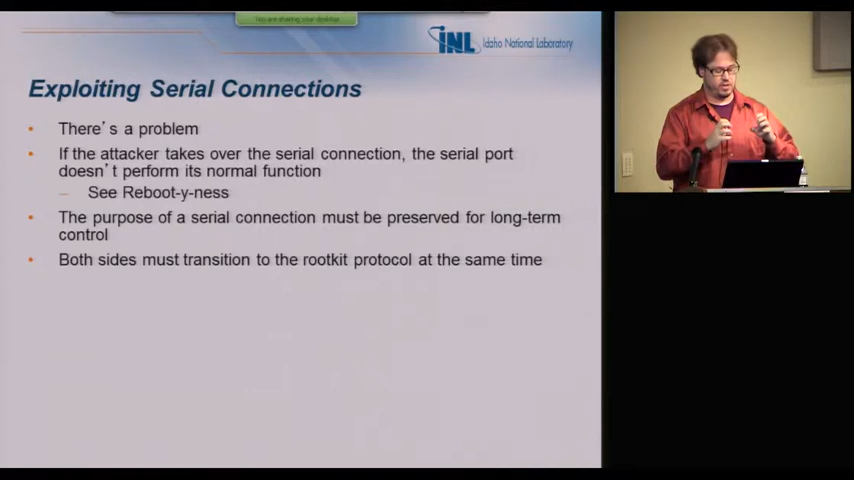 You are sharing your desktop
INL Idaho National Laboratory
Exploiting Serial Connections
• There's a problem
• If the attacker takes over the serial connection, the serial port
doesn't perform its normal function
– See Reboot-y-ness
• The purpose of a serial connection must be preserved for long-term
control
• Both sides must transition to the rootkit protocol at the same time